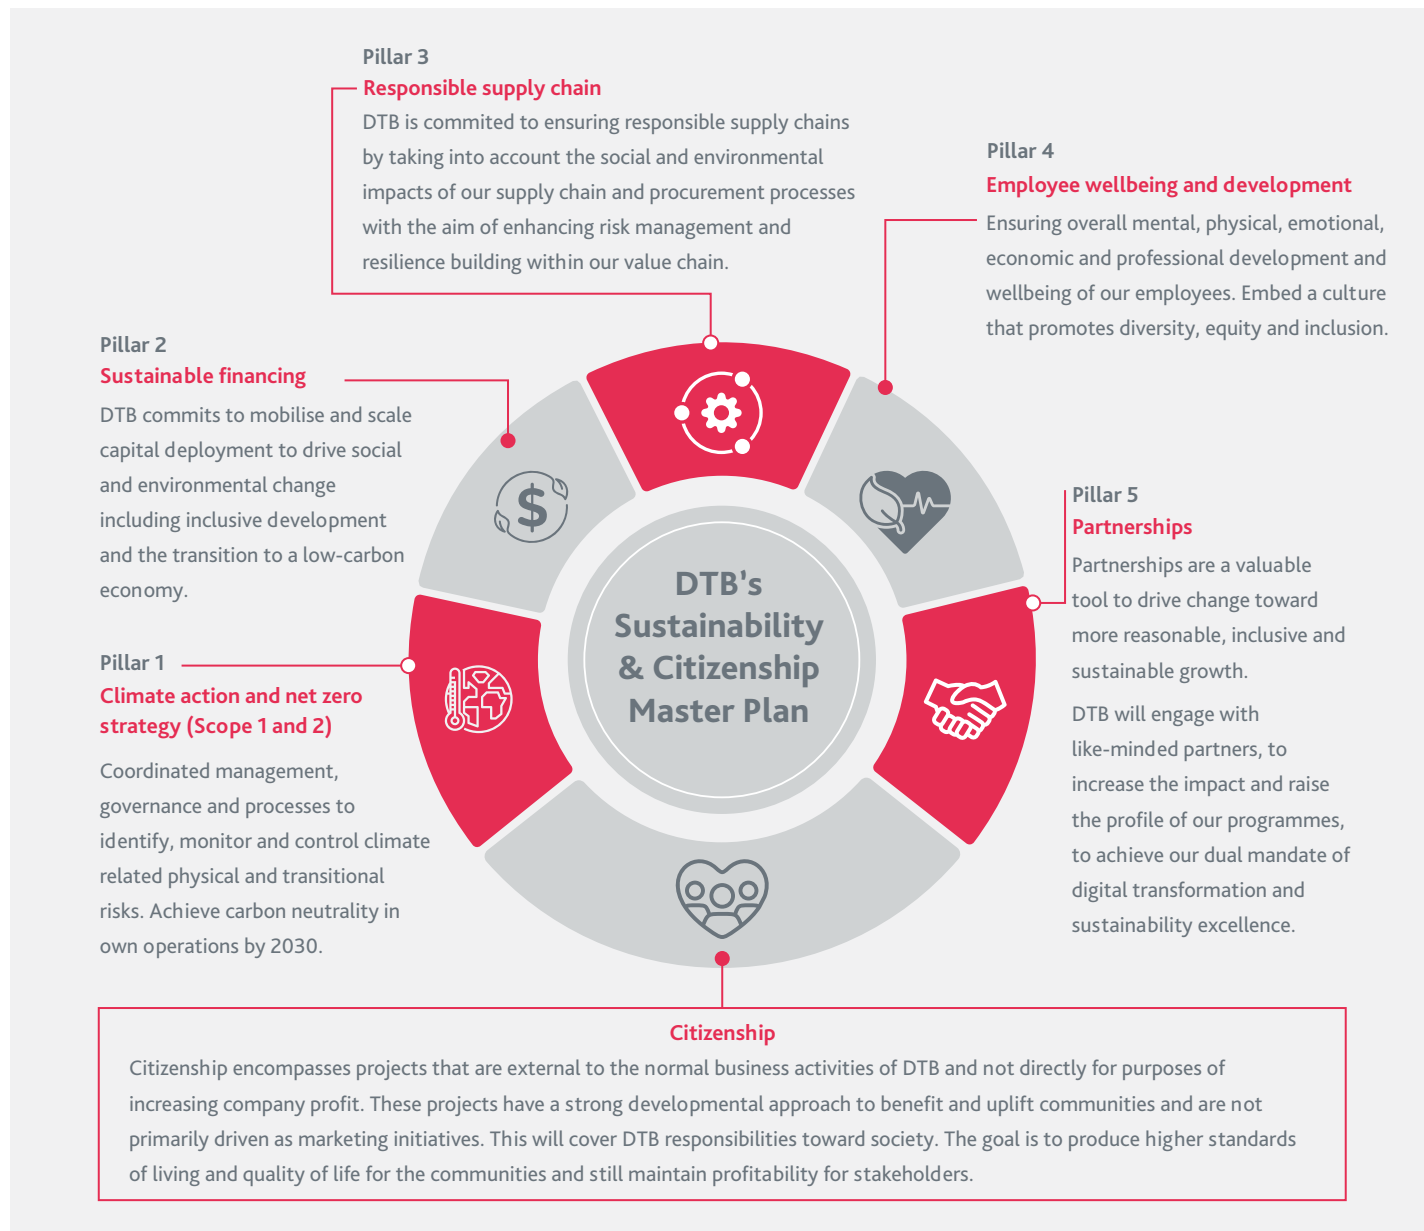 Pillar 3
Responsible supply chain
DTB is commited to ensuring responsible supply chains
by taking into account the social and environmental
impacts of our supply chain and procurement processes
with the aim of enhancing risk management and
resilience building within our value chain.
Pillar 4
Employee wellbeing and development
Ensuring overall mental, physical, emotional,
economic and professional development and
wellbeing of our employees. Embed a culture
that promotes diversity, equity and inclusion.
Pillar 2
Sustainable financing
DTB commits to mobilise and scale
capital deployment to drive social
and environmental change
including inclusive development
and the transition to a low-carbon
economy.
$
Pillar 5
Partnerships
Partnerships are a valuable
tool to drive change toward
more reasonable, inclusive and
sustainable growth.
DTB will engage with
like-minded partners, to
increase the impact and raise
the profile of our programmes,
to achieve our dual mandate of
digital transformation and
sustainability excellence.
DTB's
Sustainability
& Citizenship
Master Plan
Pillar 1
Climate action and net zero
strategy (Scope 1 and 2)
Coordinated management,
governance and processes to
identify, monitor and control climate
related physical and transitional
risks. Achieve carbon neutrality in
own operations by 2030.
Citizenship
Citizenship encompasses projects that are external to the normal business activities of DTB and not directly for purposes of
increasing company profit. These projects have a strong developmental approach to benefit and uplift communities and are not
primarily driven as marketing initiatives. This will cover DTB responsibilities toward society. The goal is to produce higher standards
of living and quality of life for the communities and still maintain profitability for stakeholders.